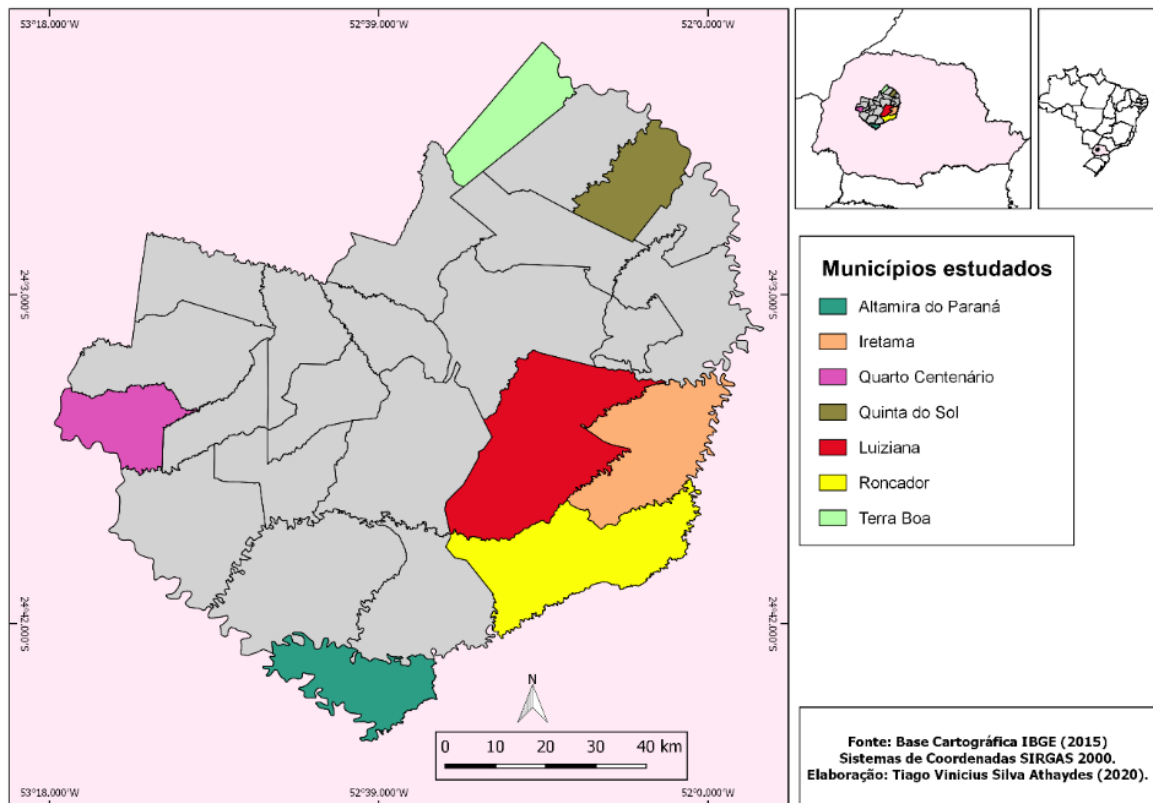 53°18.000'W 52°39.000'W 52°0.000'W
24°3.000'S 24°3.000'S
24°42.000'S 24°42.000'S
53°18.000'W 52°39.000'W 52°0.000'W
N
0 10 20 30 40 km
Municípios estudados
Altamira do Paraná
Iretama
Quarto Centenário
Quinta do Sol
Luiziana
Roncador
Terra Boa
Fonte: Base Cartográfica IBGE (2015)
Sistemas de Coordenadas SIRGAS 2000.
Elaboração: Tiago Vinicius Silva Athaydes (2020).